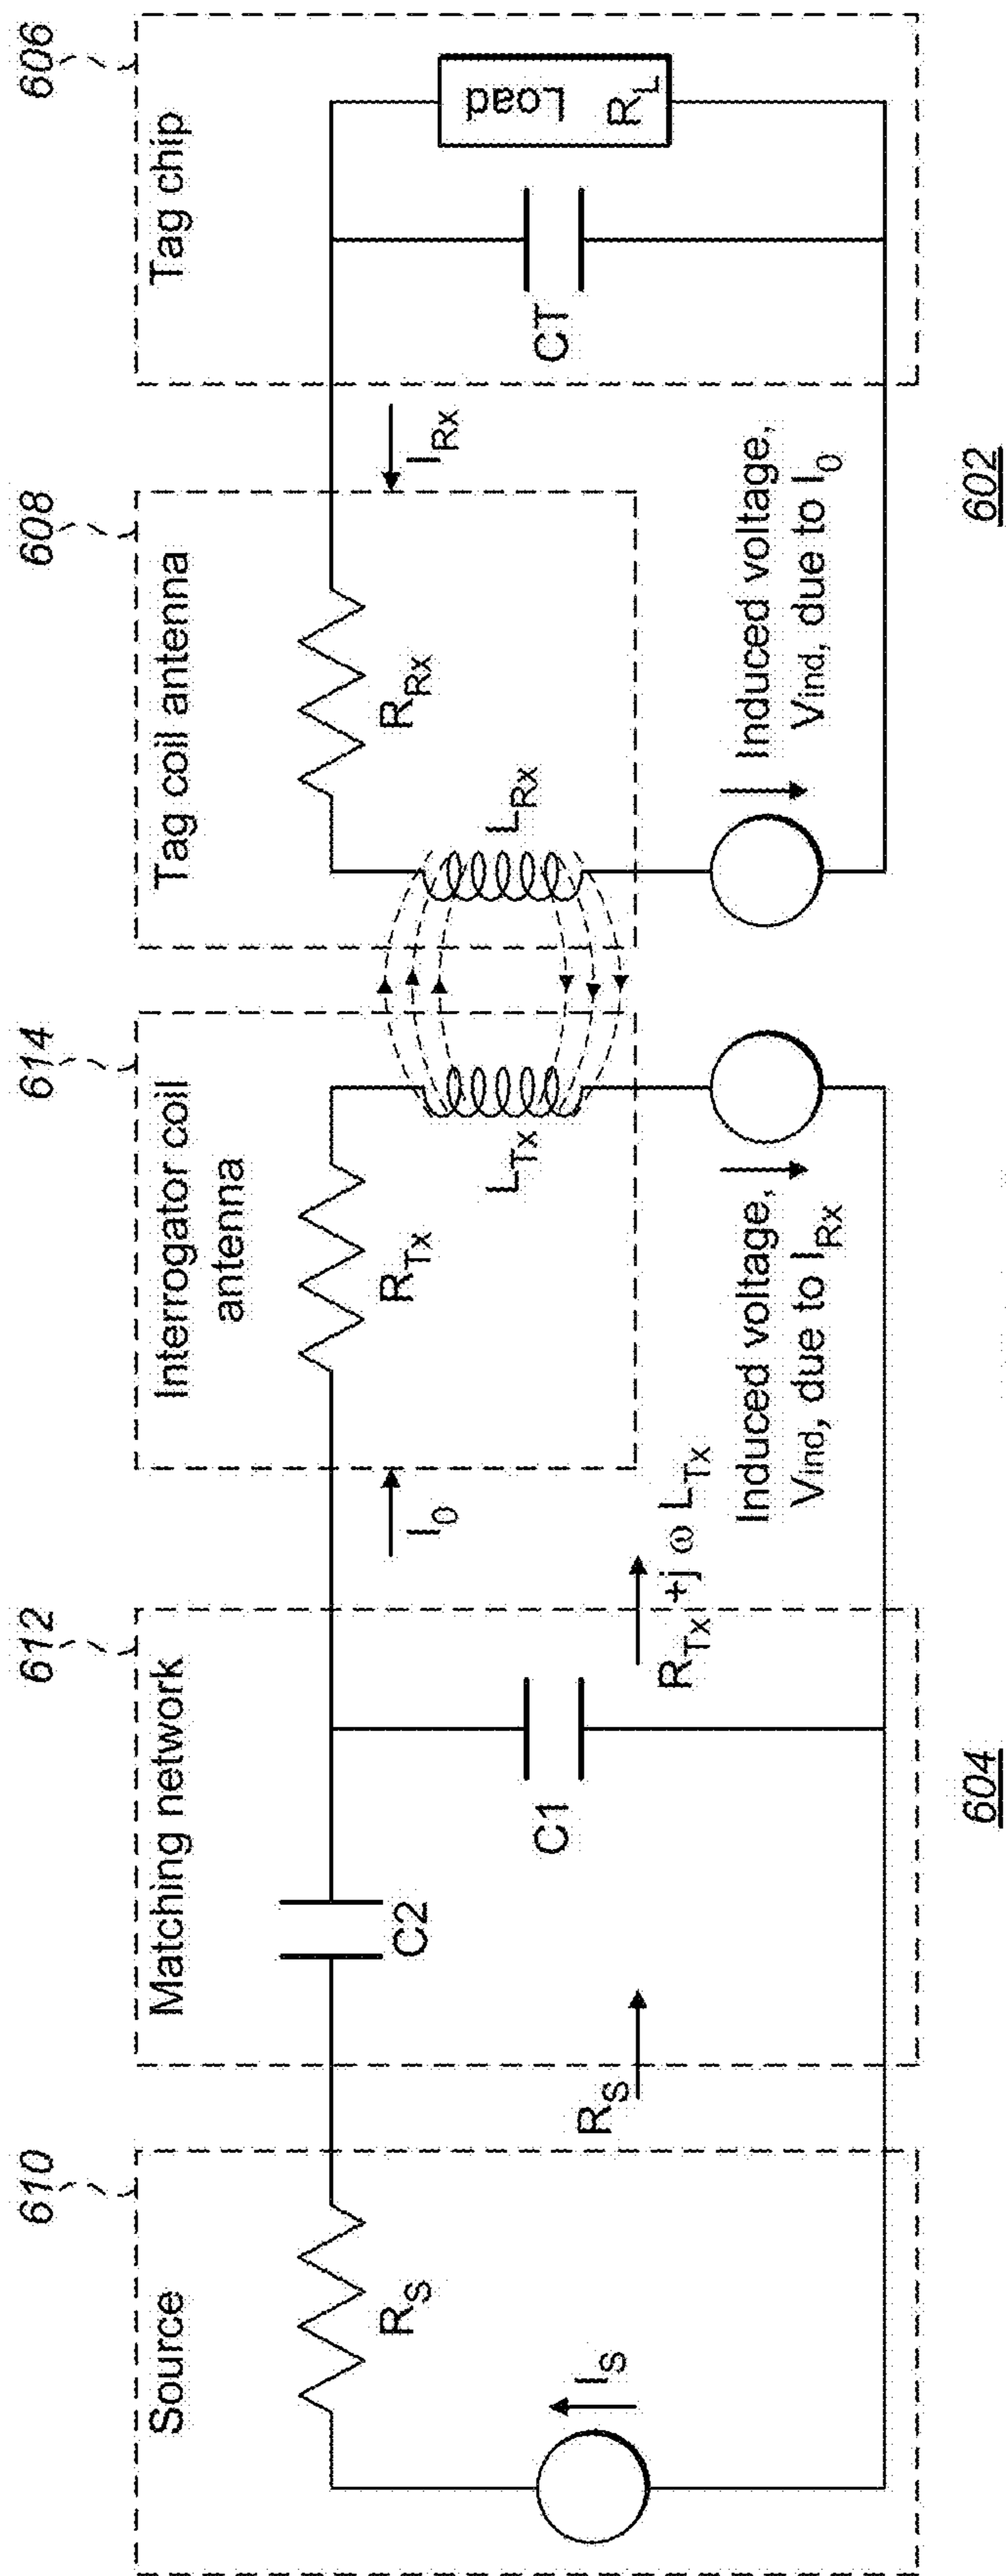 610
612
614
608
606
Source
Matching network
Interrogator coil
antenna
Tag coil antenna
Tag chip
R_S
I_S
R_S
C2
C1
I_0
R_Tx +j ω L_Tx
R_Tx
L_Tx
Induced voltage,
Vind, due to I_Rx
L_Rx
R_Rx
I_Rx
Induced voltage,
Vind, due to I_0
CT
Load
R_L
604
602